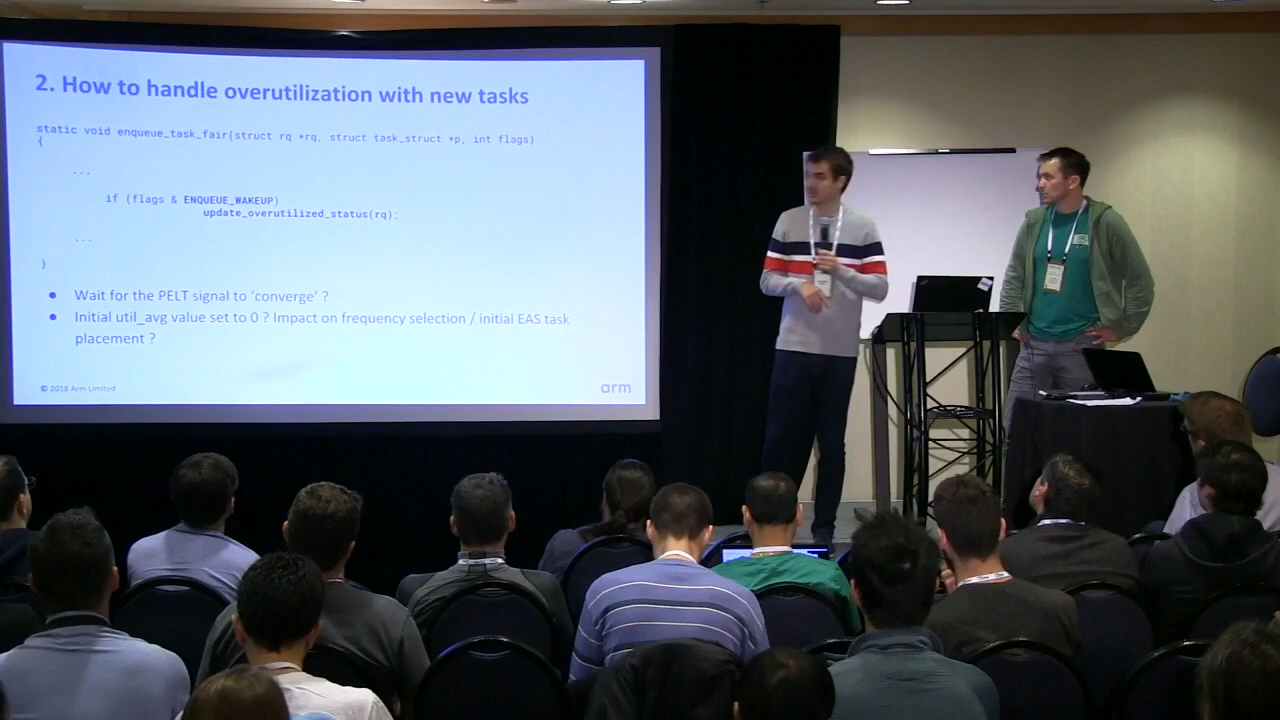 2. How to handle overutilization with new tasks
static void enqueue_task_fair(struct rq *rq, struct task_struct *p, int flags)
{
...
if (flags & ENQUEUE_WAKEUP)
update_overutilized_status(rq);
...
}
● Wait for the PELT signal to 'converge' ?
● Initial util_avg value set to 0 ? Impact on frequency selection / initial EAS task
placement ?
© 2018 Arm Limited
arm